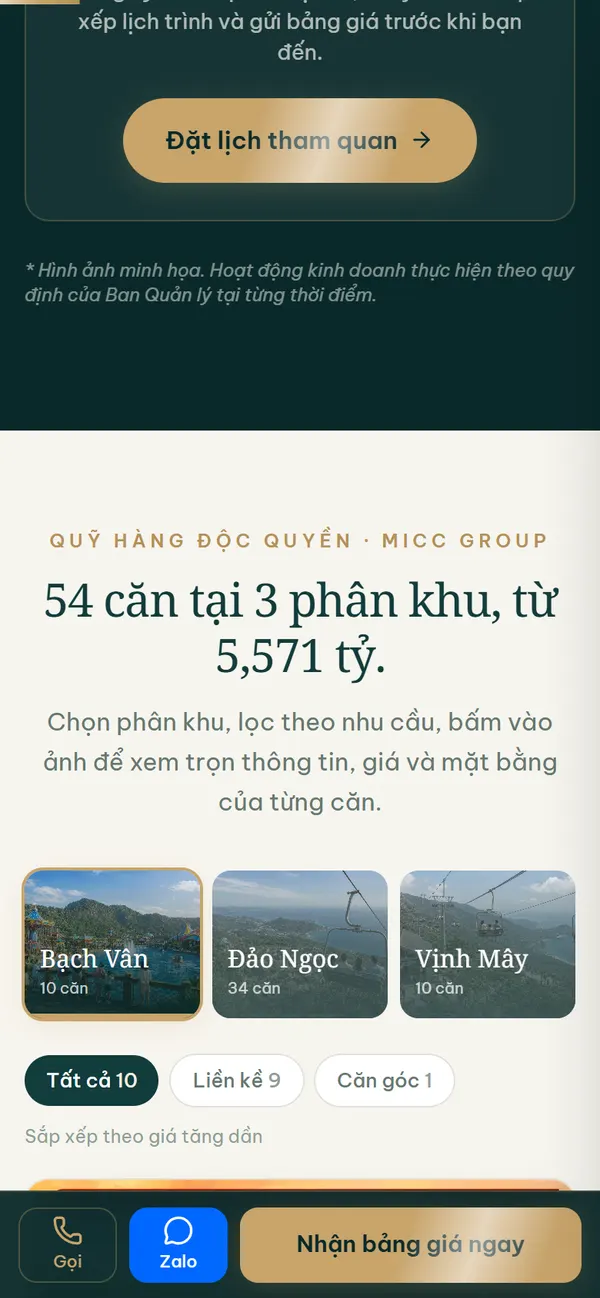 xếp lịch trình và gửi bảng giá trước khi bạn
đến.
Đặt lịch tham quan →
* Hình ảnh minh họa. Hoạt động kinh doanh thực hiện theo quy
định của Ban Quản lý tại từng thời điểm.
QUỸ HÀNG ĐỘC QUYỀN · MICC GROUP
54 căn tại 3 phân khu, từ
5,571 tỷ.
Chọn phân khu, lọc theo nhu cầu, bấm vào
ảnh để xem trọn thông tin, giá và mặt bằng
của từng căn.
Bạch Vân
10 căn
Đảo Ngọc
34 căn
Vịnh Mây
10 căn
Tất cả 10
Liền kề 9
Căn góc 1
Sắp xếp theo giá tăng dần
Gọi
Zalo
Nhận bảng giá ngay